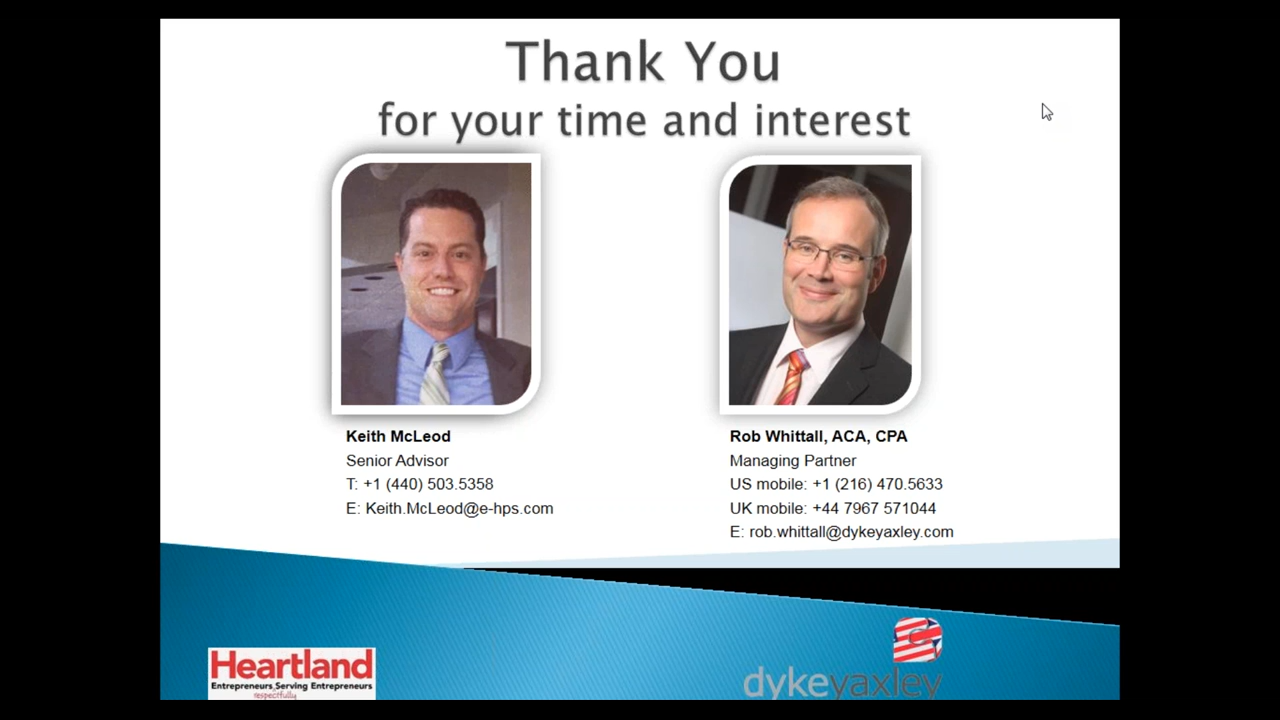 Thank You
for your time and interest
Keith McLeod
Senior Advisor
T: +1 (440) 503.5358
E: Keith.McLeod@e-hps.com
Rob Whittall, ACA, CPA
Managing Partner
US mobile: +1 (216) 470.5633
UK mobile: +44 7967 571044
E: rob.whittall@dykeyaxley.com
Heartland
Entrepreneurs Serving Entrepreneurs
respectfully
dykeyaxley